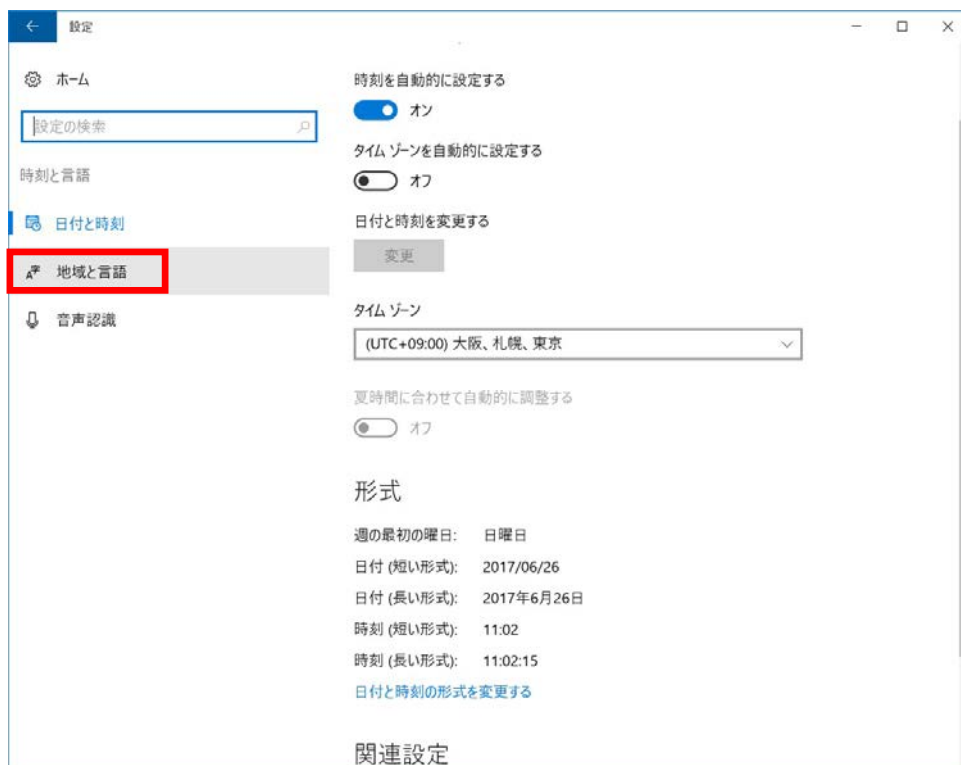 設定
ホーム
設定の検索
時刻と言語
日付と時刻
地域と言語
音声認識
時刻を自動的に設定する
オン
タイム ゾーンを自動的に設定する
オフ
日付と時刻を変更する
変更
タイム ゾーン
(UTC+09:00) 大阪、札幌、東京
夏時間に合わせて自動的に調整する
オフ
形式
週の最初の曜日: 日曜日
日付 (短い形式): 2017/06/26
日付 (長い形式): 2017年6月26日
時刻 (短い形式): 11:02
時刻 (長い形式): 11:02:15
日付と時刻の形式を変更する
関連設定